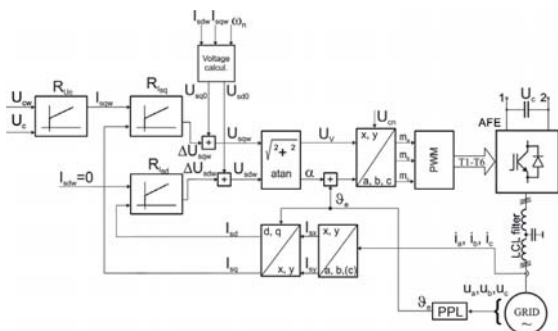 I_sdw I_sqw ω_n
Voltage
calcul.
U_sq0 U_sd0
R_Uc
R_Isq
R_Isd
U_cw
U_c
I_sqw
ΔU_sqw
ΔU_sdw
U_sqw
U_sdw
I_sdw=0
√ 2 + 2
atan
U_V
α
U_cn
x, y
a, b, c
m_a
m_b
m_c
PWM
T1-T6
AFE
1 U_c 2
LCL filter
ϑ_e
I_sd
I_sq
d, q
x, y
I_sx
I_sy
x, y
a, b,(c)
i_a, i_b, i_c
u_a,u_b,u_c
ϑ_e
PPL
GRID
~